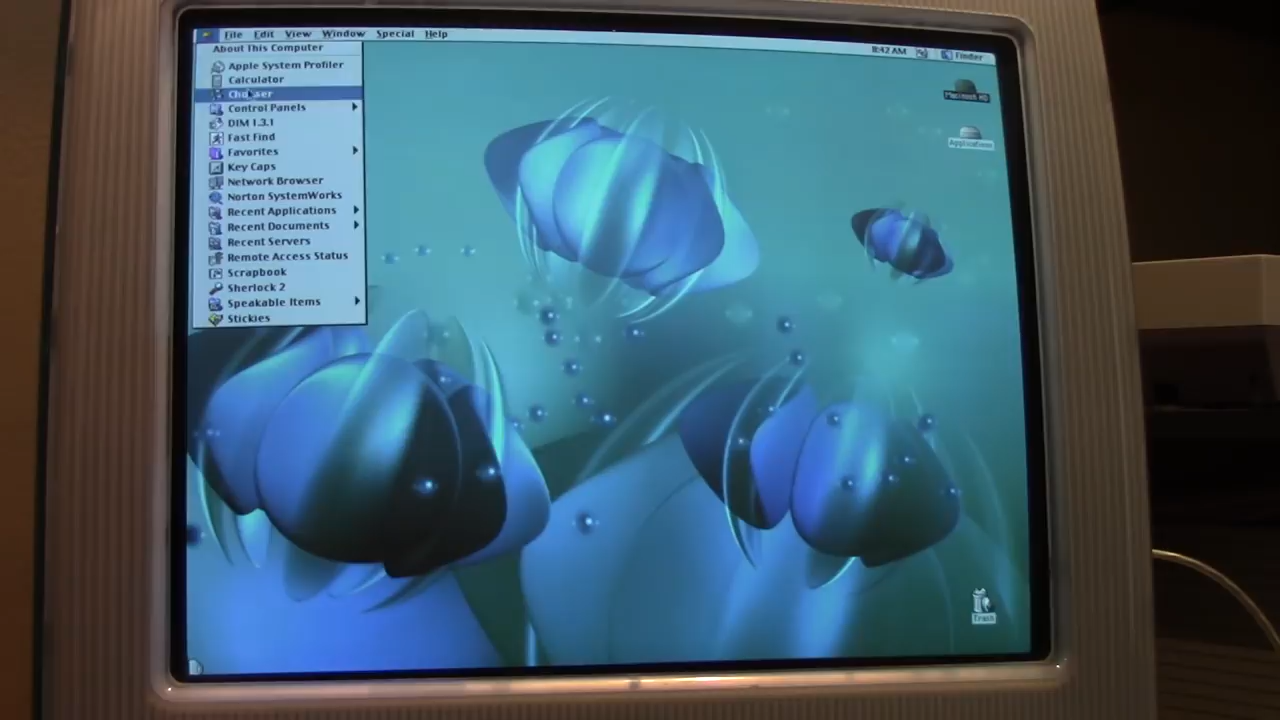 File Edit View Window Special Help
8:42 AM Finder
About This Computer
Apple System Profiler
Calculator
Chooser
Control Panels
DIM 1.3.1
Fast Find
Favorites
Key Caps
Network Browser
Norton SystemWorks
Recent Applications
Recent Documents
Recent Servers
Remote Access Status
Scrapbook
Sherlock 2
Speakable Items
Stickies
Macintosh HD
Applications
Trash